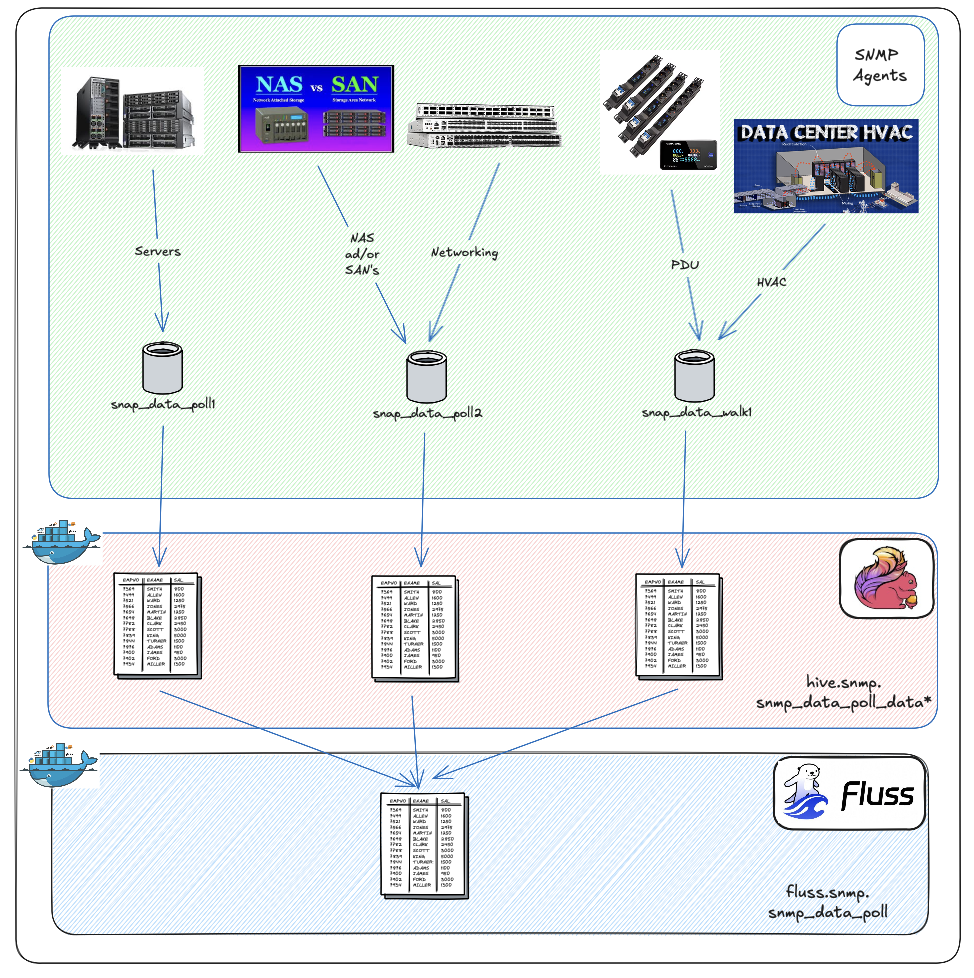 SNMP
Agents
NAS vs SAN
Network Attached Storage
Storage Area Network
DATA CENTER HVAC
Servers
NAS
ad/or
SAN's
Networking
PDU
HVAC
snap_data_poll1
snap_data_poll2
snap_data_walk1
EMPNO ENAME SAL
7369 SMITH 800
7499 ALLEN 1600
7521 WARD 1250
7566 JONES 2975
7654 MARTIN 1250
7698 BLAKE 2850
7782 CLARK 2450
7788 SCOTT 3000
7839 KING 5000
7844 TURNER 1500
7876 ADAMS 1100
7900 JAMES 950
7902 FORD 3000
7934 MILLER 1300
EMPNO ENAME SAL
7369 SMITH 800
7499 ALLEN 1600
7521 WARD 1250
7566 JONES 2975
7654 MARTIN 1250
7698 BLAKE 2850
7782 CLARK 2450
7788 SCOTT 3000
7839 KING 5000
7844 TURNER 1500
7876 ADAMS 1100
7900 JAMES 950
7902 FORD 3000
7934 MILLER 1300
EMPNO ENAME SAL
7369 SMITH 800
7499 ALLEN 1600
7521 WARD 1250
7566 JONES 2975
7654 MARTIN 1250
7698 BLAKE 2850
7782 CLARK 2450
7788 SCOTT 3000
7839 KING 5000
7844 TURNER 1500
7876 ADAMS 1100
7900 JAMES 950
7902 FORD 3000
7934 MILLER 1300
hive.snmp.
snmp_data_poll_data*
Fluss
EMPNO ENAME SAL
7369 SMITH 800
7499 ALLEN 1600
7521 WARD 1250
7566 JONES 2975
7654 MARTIN 1250
7698 BLAKE 2850
7782 CLARK 2450
7788 SCOTT 3000
7839 KING 5000
7844 TURNER 1500
7876 ADAMS 1100
7900 JAMES 950
7902 FORD 3000
7934 MILLER 1300
fluss.snmp.
snmp_data_poll